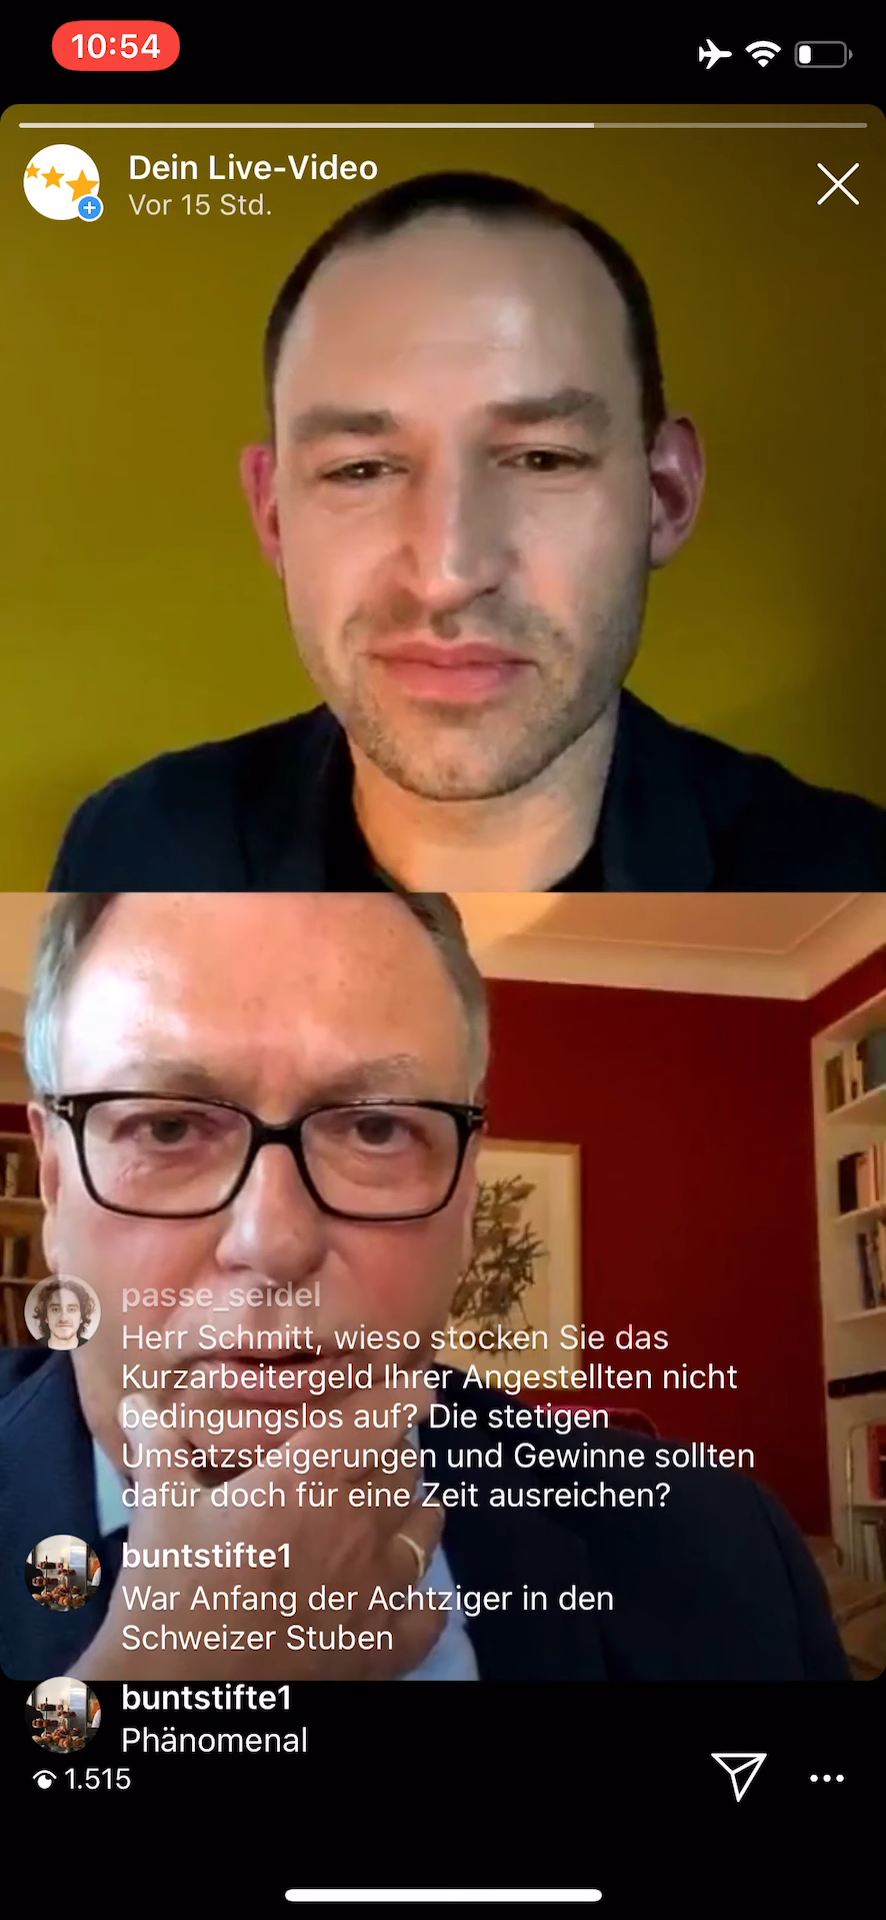 10:54
Dein Live-Video
Vor 15 Std.
passe_seidel
Herr Schmitt, wieso stocken Sie das
Kurzarbeitergeld Ihrer Angestellten nicht
bedingungslos auf? Die stetigen
Umsatzsteigerungen und Gewinne sollten
dafür doch für eine Zeit ausreichen?
buntstifte1
War Anfang der Achtziger in den
Schweizer Stuben
buntstifte1
Phänomenal
1.515